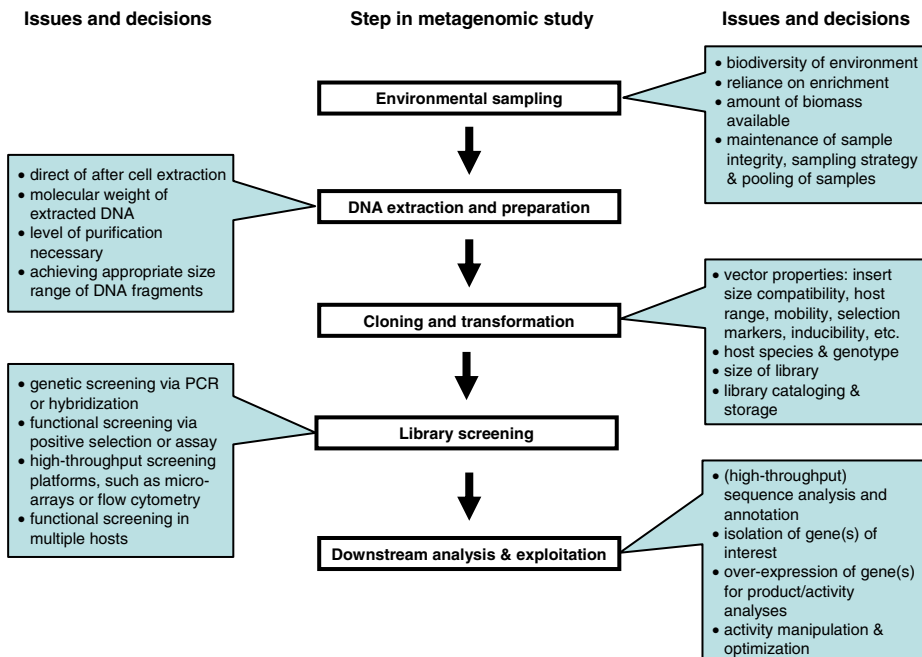 Issues and decisions
Step in metagenomic study
Issues and decisions
Environmental sampling
• biodiversity of environment
• reliance on enrichment
• amount of biomass
available
• maintenance of sample
integrity, sampling strategy
& pooling of samples
• direct of after cell extraction
• molecular weight of
extracted DNA
• level of purification
necessary
• achieving appropriate size
range of DNA fragments
DNA extraction and preparation
Cloning and transformation
• vector properties: insert
size compatibility, host
range, mobility, selection
markers, inducibility, etc.
• host species & genotype
• size of library
• library cataloging &
storage
• genetic screening via PCR
or hybridization
• functional screening via
positive selection or assay
• high-throughput screening
platforms, such as micro-
arrays or flow cytometry
• functional screening in
multiple hosts
Library screening
Downstream analysis & exploitation
• (high-throughput)
sequence analysis and
annotation
• isolation of gene(s) of
interest
• over-expression of gene(s)
for product/activity
analyses
• activity manipulation &
optimization